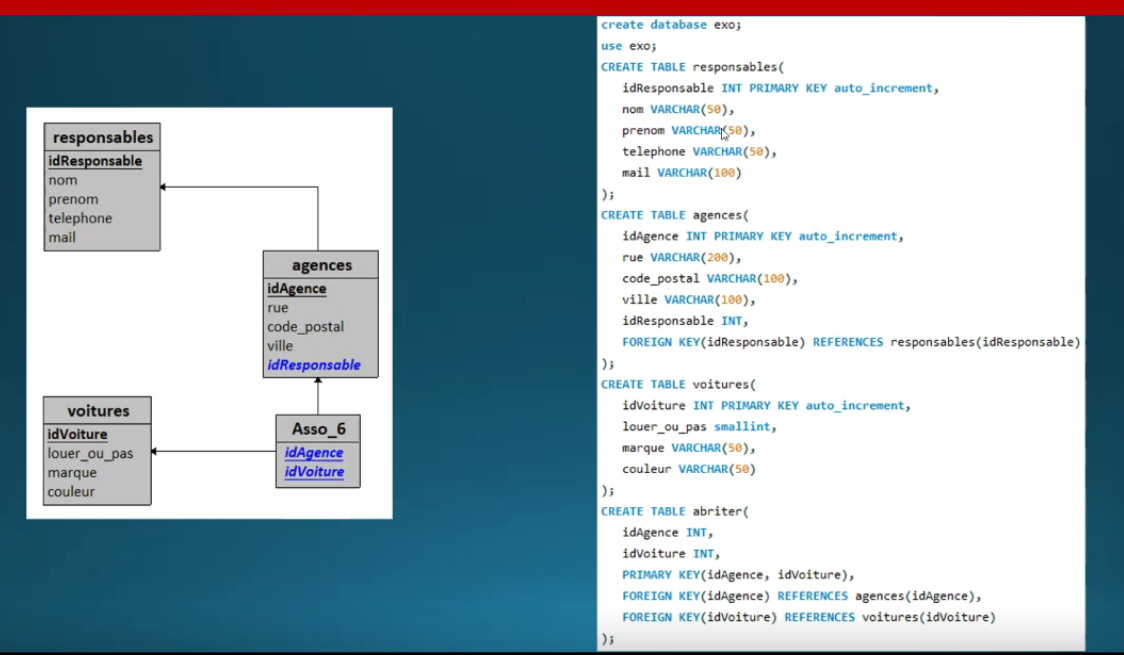 responsables
idResponsable
nom
prenom
telephone
mail
agences
idAgence
rue
code_postal
ville
idResponsable
voitures
idVoiture
louer_ou_pas
marque
couleur
Asso_6
idAgence
idVoiture
create database exo;
use exo;
CREATE TABLE responsables(
idResponsable INT PRIMARY KEY auto_increment,
nom VARCHAR(50),
prenom VARCHAR(50),
telephone VARCHAR(50),
mail VARCHAR(100)
);
CREATE TABLE agences(
idAgence INT PRIMARY KEY auto_increment,
rue VARCHAR(200),
code_postal VARCHAR(100),
ville VARCHAR(100),
idResponsable INT,
FOREIGN KEY(idResponsable) REFERENCES responsables(idResponsable)
);
CREATE TABLE voitures(
idVoiture INT PRIMARY KEY auto_increment,
louer_ou_pas smallint,
marque VARCHAR(50),
couleur VARCHAR(50)
);
CREATE TABLE abriter(
idAgence INT,
idVoiture INT,
PRIMARY KEY(idAgence, idVoiture),
FOREIGN KEY(idAgence) REFERENCES agences(idAgence),
FOREIGN KEY(idVoiture) REFERENCES voitures(idVoiture)
);